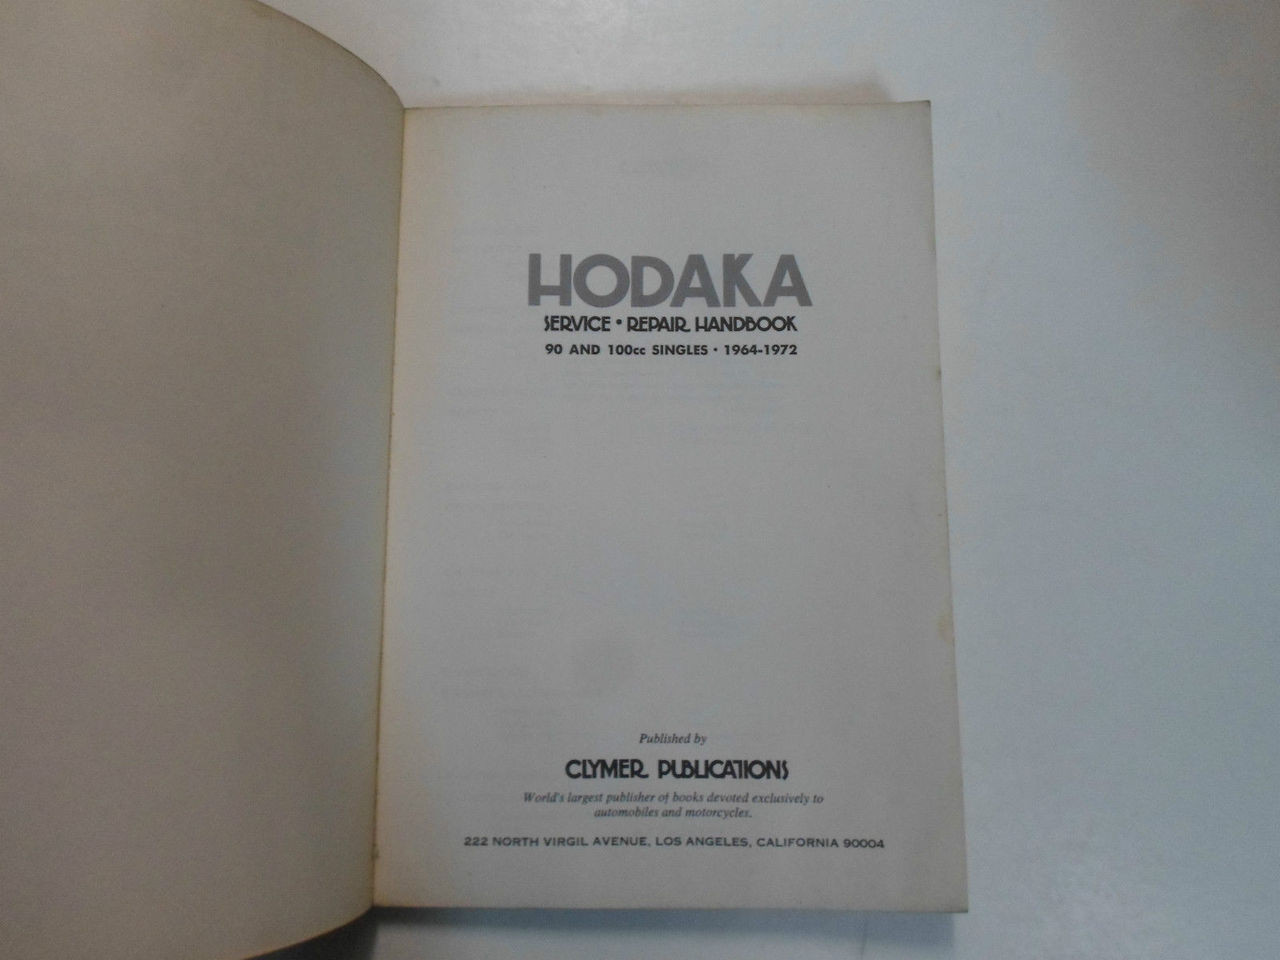 HODAKA
SERVICE • REPAIR HANDBOOK
90 AND 100cc SINGLES • 1964-1972
Published by
CLYMER PUBLICATIONS
World's largest publisher of books devoted exclusively to
automobiles and motorcycles.
222 NORTH VIRGIL AVENUE, LOS ANGELES, CALIFORNIA 90004